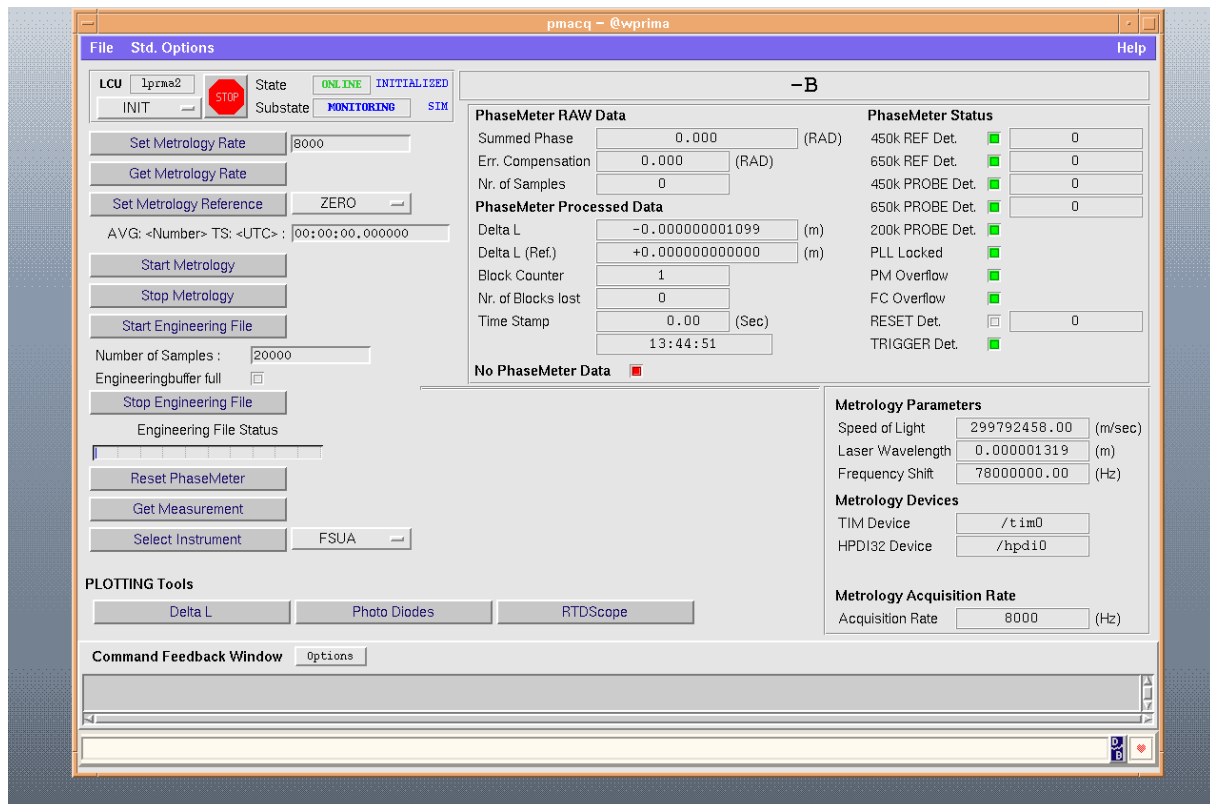 pmacq – @wprima
File Std. Options Help
LCU lprma2 STOP State ONLINE INITIALIZED
INIT Substate MONITORING SIM
–B
Set Metrology Rate 8000
Get Metrology Rate
Set Metrology Reference ZERO
AVG: <Number> TS: <UTC> : 00:00:00.000000
Start Metrology
Stop Metrology
Start Engineering File
Number of Samples : 20000
Engineeringbuffer full
Stop Engineering File
Engineering File Status
Reset PhaseMeter
Get Measurement
Select Instrument FSUA
PhaseMeter RAW Data
Summed Phase 0.000 (RAD)
Err. Compensation 0.000 (RAD)
Nr. of Samples 0
PhaseMeter Processed Data
Delta L -0.000000001099 (m)
Delta L (Ref.) +0.000000000000 (m)
Block Counter 1
Nr. of Blocks lost 0
Time Stamp 0.00 (Sec)
13:44:51
No PhaseMeter Data
PhaseMeter Status
450k REF Det. 0
650k REF Det. 0
450k PROBE Det. 0
650k PROBE Det. 0
200k PROBE Det.
PLL Locked
PM Overflow
FC Overflow
RESET Det. 0
TRIGGER Det.
Metrology Parameters
Speed of Light 299792458.00 (m/sec)
Laser Wavelength 0.000001319 (m)
Frequency Shift 78000000.00 (Hz)
Metrology Devices
TIM Device /tim0
HPDI32 Device /hpdi0
Metrology Acquisition Rate
Acquisition Rate 8000 (Hz)
PLOTTING Tools
Delta L Photo Diodes RTDScope
Command Feedback Window Options
D B